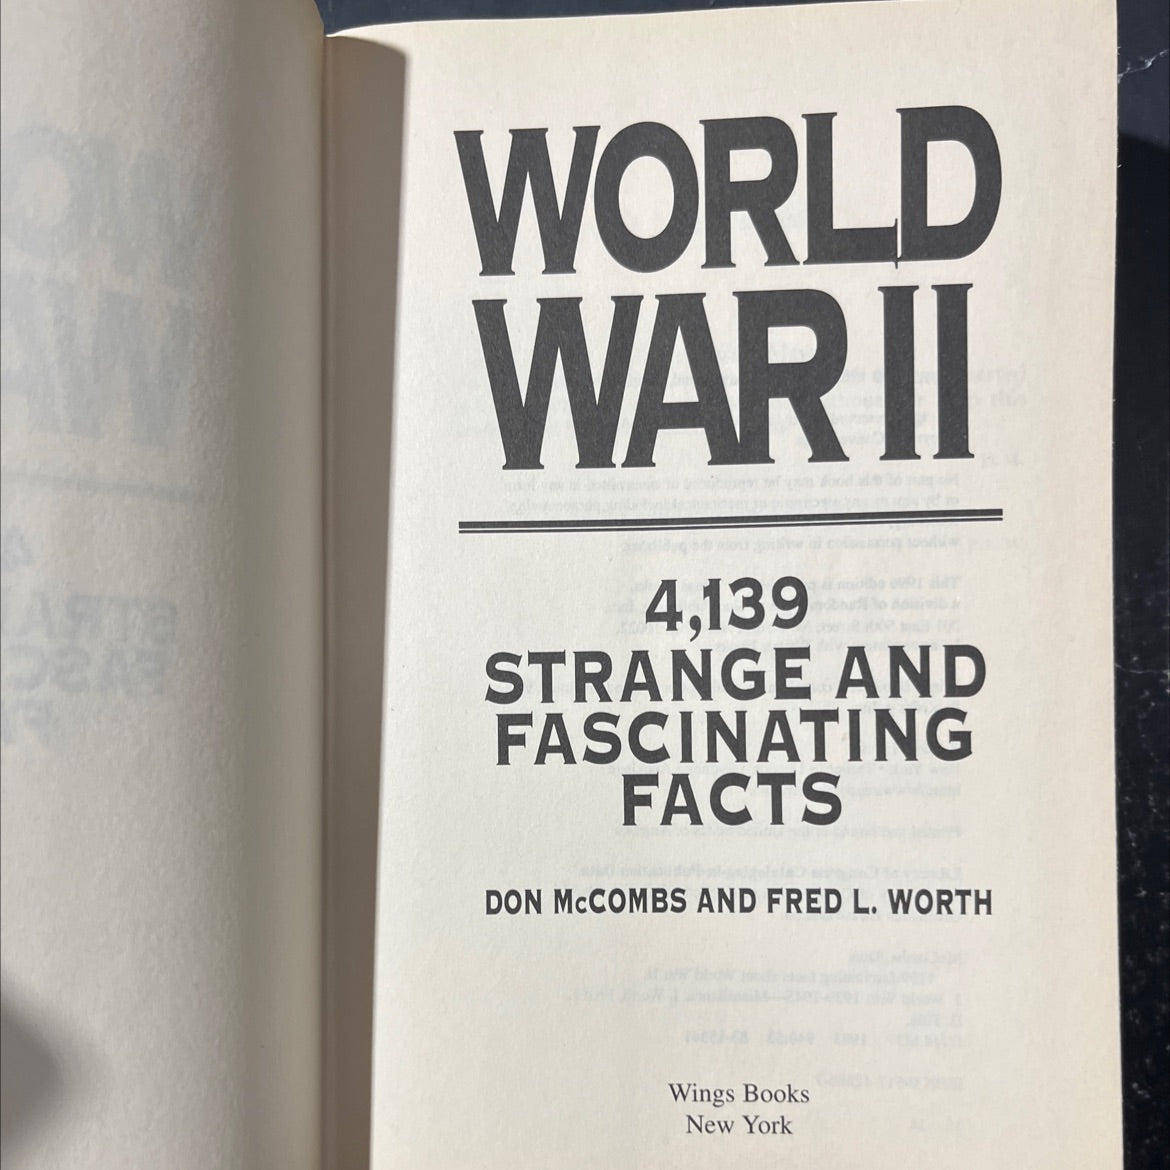 WORLD
WAR II
4,139
STRANGE AND
FASCINATING
FACTS
DON McCOMBS AND FRED L. WORTH
Wings Books
New York